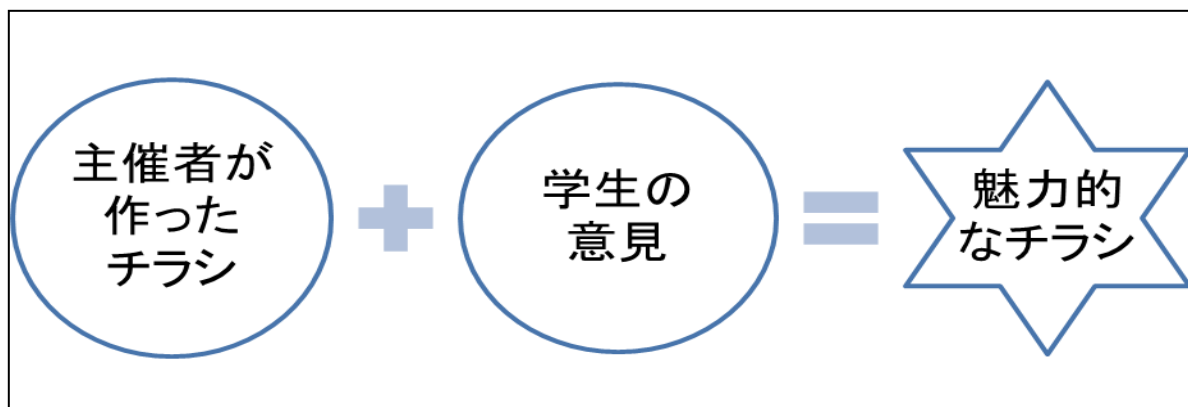 主催者が
作った
チラシ
+
学生の
意見
=
魅力的
なチラシ